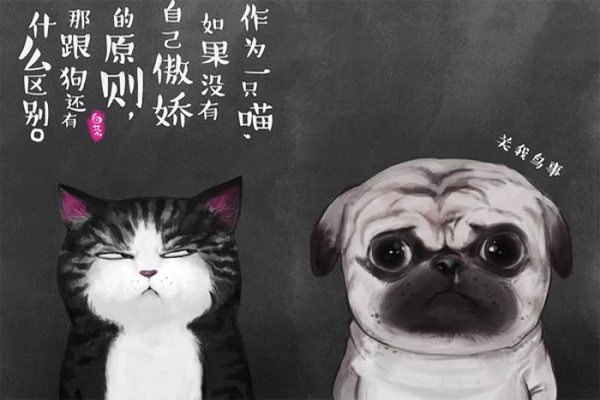 作为一只喵，
如果没有
自己傲娇
的原则，
那跟狗还有
什么区别。
白茶
关我鸟事